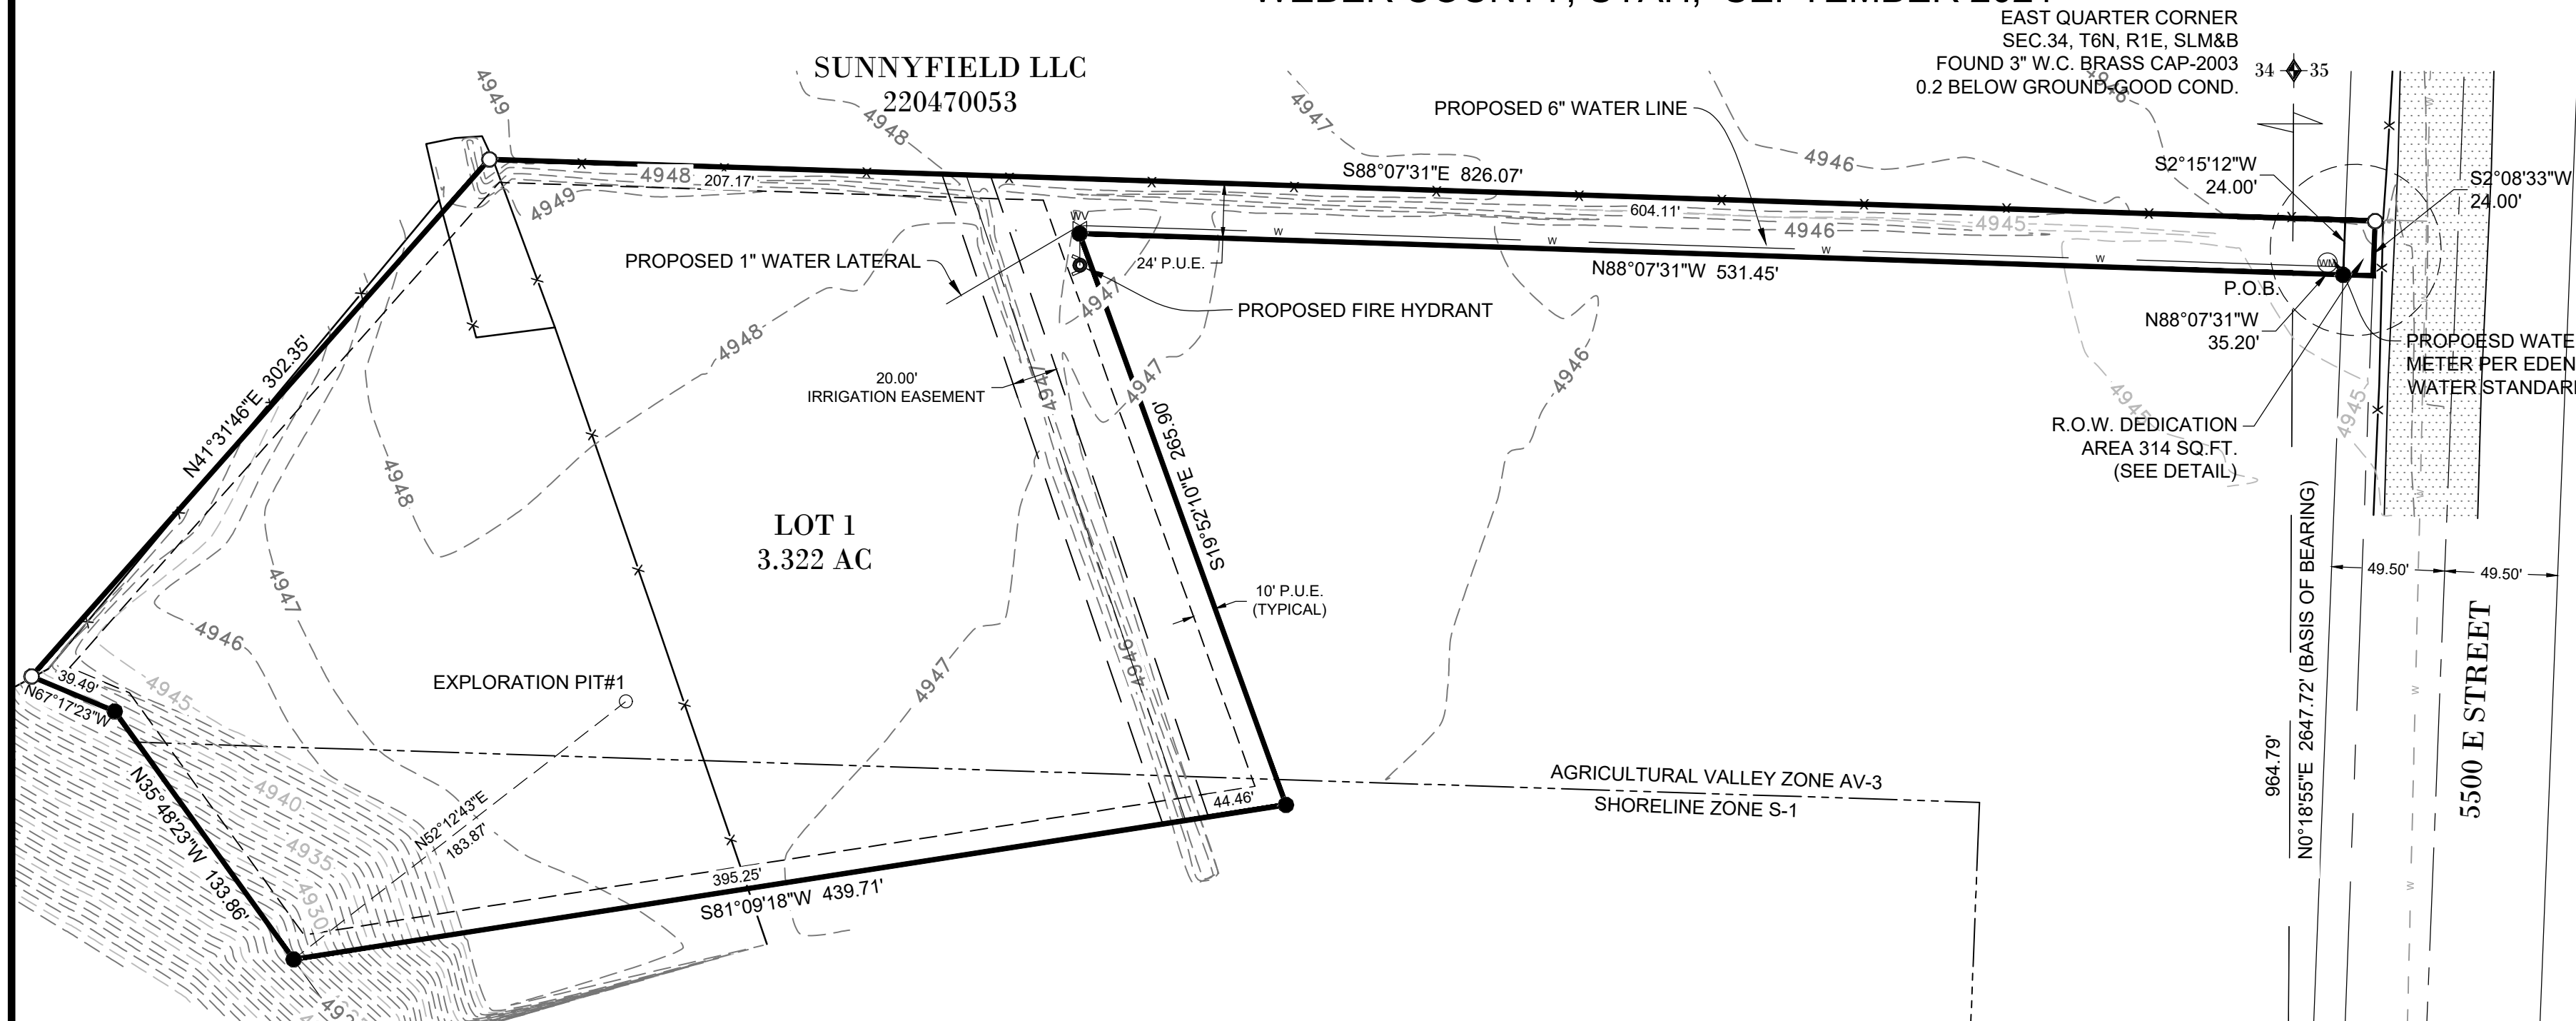 EAST QUARTER CORNER
SEC.34, T6N, R1E, SLM&B
FOUND 3" W.C. BRASS CAP-2003
0.2 BELOW GROUND-GOOD COND.
34
35
SUNNYFIELD LLC
220470053
4949
4948
4947
4946
4946
PROPOSED 6" WATER LINE
S88°07'31"E 826.07'
S2°15'12"W
24.00'
S2°08'33"W
24.00'
4948
207.17'
4949
604.11'
4946
4945
WV
W
W
W
W
WM
PROPOSED 1" WATER LATERAL
24' P.U.E.
N88°07'31"W 531.45'
P.O.B.
4947
PROPOSED FIRE HYDRANT
N88°07'31"W
35.20'
PROPOESD WATE
METER PER EDEN
WATER STANDAR
4948
N41°31'46"E 302.35'
20.00'
IRRIGATION EASEMENT
4947
4947
4946
4945
4945
S19°52'10"E 265.90'
R.O.W. DEDICATION
AREA 314 SQ.FT.
(SEE DETAIL)
4948
LOT 1
3.322 AC
4947
10' P.U.E.
(TYPICAL)
49.50'
49.50'
N0°18'55"E 2647.72' (BASIS OF BEARING)
964.79'
5500 E STREET
4946
4946
4947
EXPLORATION PIT#1
39.49'
N67°17'23"W
4945
4940
4935
4930
N35°48'23"W 133.86'
N52°12'43"E
183.87'
AGRICULTURAL VALLEY ZONE AV-3
SHORELINE ZONE S-1
44.46'
395.25'
S81°09'18"W 439.71'